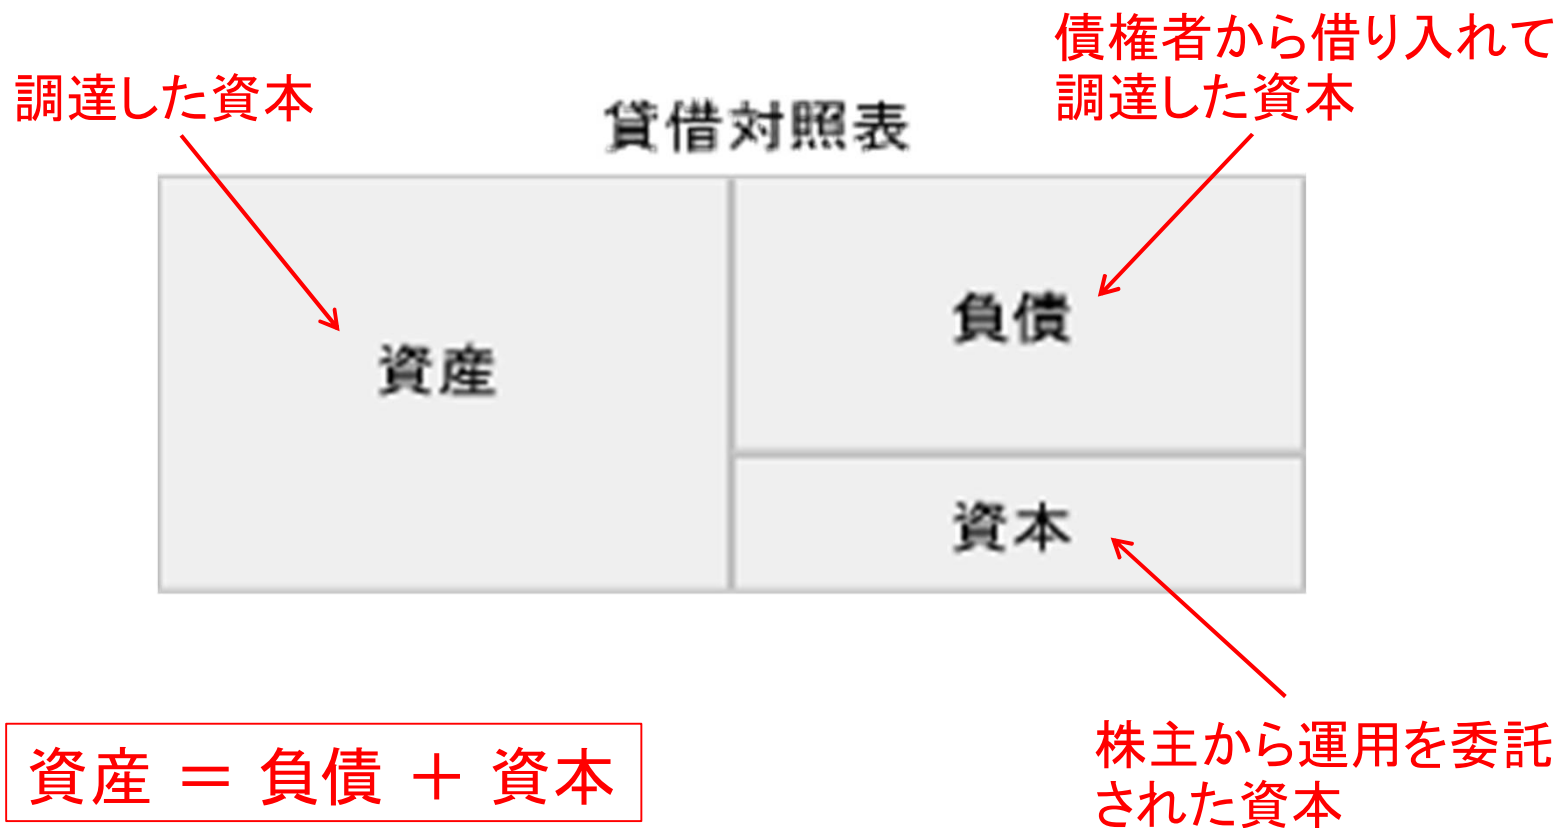 債権者から借り入れて
調達した資本
調達した資本
貸借対照表
資産
負債
資本
株主から運用を委託
された資本
資産 ＝ 負債 ＋ 資本